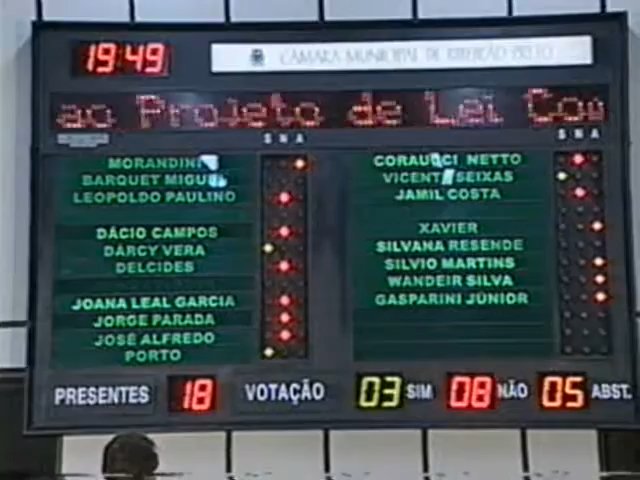 19:49
CÂMARA MUNICIPAL DE RIBEIRÃO PRETO
ao Projeto de Lei Com
S N A
S N A
MORANDINI
BARQUET MIGUEL
LEOPOLDO PAULINO
DÁCIO CAMPOS
DÁRCY VERA
DELCIDES
JOANA LEAL GARCIA
JORGE PARADA
JOSÉ ALFREDO
PORTO
CORAUCCI NETTO
VICENTE SEIXAS
JAMIL COSTA
XAVIER
SILVANA RESENDE
SILVIO MARTINS
WANDEIR SILVA
GASPARINI JÚNIOR
PRESENTES 18 VOTAÇÃO 03 SIM 08 NÃO 05 ABST.